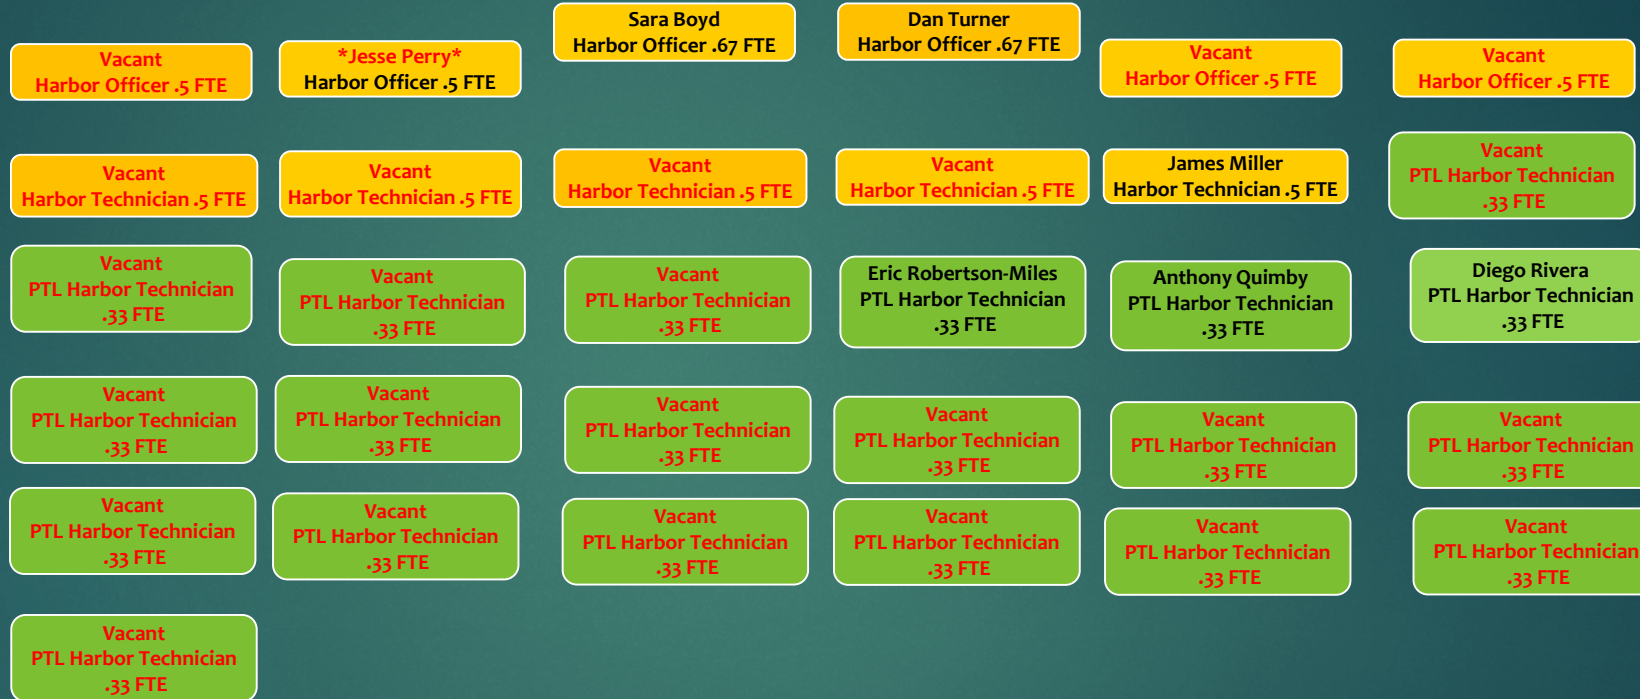 Vacant
Harbor Officer .5 FTE
*Jesse Perry*
Harbor Officer .5 FTE
Sara Boyd
Harbor Officer .67 FTE
Dan Turner
Harbor Officer .67 FTE
Vacant
Harbor Officer .5 FTE
Vacant
Harbor Officer .5 FTE
Vacant
Harbor Technician .5 FTE
Vacant
Harbor Technician .5 FTE
Vacant
Harbor Technician .5 FTE
Vacant
Harbor Technician .5 FTE
James Miller
Harbor Technician .5 FTE
Vacant
PTL Harbor Technician
.33 FTE
Vacant
PTL Harbor Technician
.33 FTE
Vacant
PTL Harbor Technician
.33 FTE
Vacant
PTL Harbor Technician
.33 FTE
Eric Robertson-Miles
PTL Harbor Technician
.33 FTE
Anthony Quimby
PTL Harbor Technician
.33 FTE
Diego Rivera
PTL Harbor Technician
.33 FTE
Vacant
PTL Harbor Technician
.33 FTE
Vacant
PTL Harbor Technician
.33 FTE
Vacant
PTL Harbor Technician
.33 FTE
Vacant
PTL Harbor Technician
.33 FTE
Vacant
PTL Harbor Technician
.33 FTE
Vacant
PTL Harbor Technician
.33 FTE
Vacant
PTL Harbor Technician
.33 FTE
Vacant
PTL Harbor Technician
.33 FTE
Vacant
PTL Harbor Technician
.33 FTE
Vacant
PTL Harbor Technician
.33 FTE
Vacant
PTL Harbor Technician
.33 FTE
Vacant
PTL Harbor Technician
.33 FTE
Vacant
PTL Harbor Technician
.33 FTE